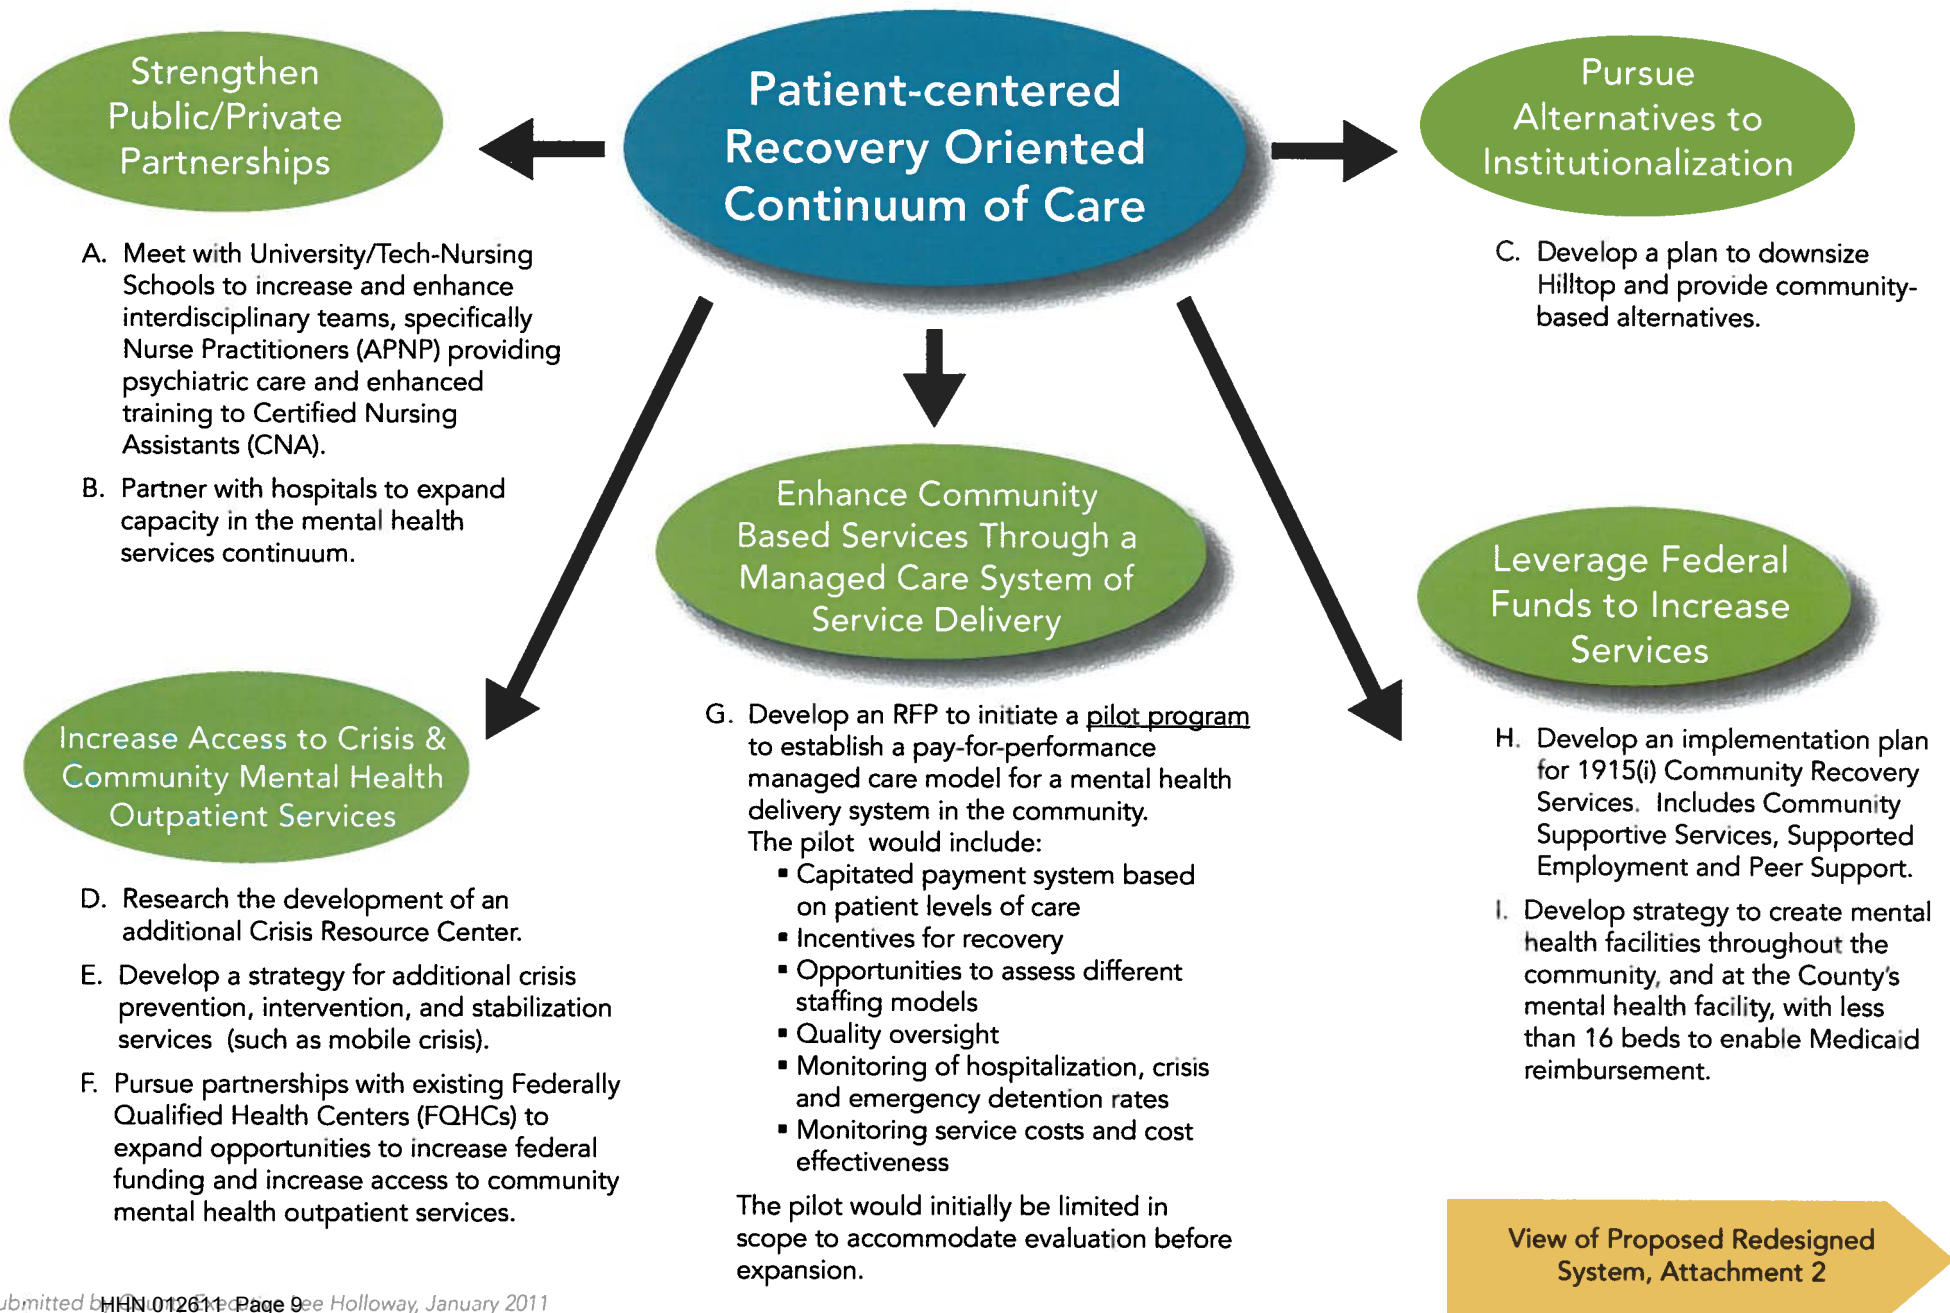 Patient-centered
Recovery Oriented
Continuum of Care
Strengthen
Public/Private
Partnerships
A. Meet with University/Tech-Nursing
Schools to increase and enhance
interdisciplinary teams, specifically
Nurse Practitioners (APNP) providing
psychiatric care and enhanced
training to Certified Nursing
Assistants (CNA).
B. Partner with hospitals to expand
capacity in the mental health
services continuum.
Pursue
Alternatives to
Institutionalization
C. Develop a plan to downsize
Hilltop and provide community-
based alternatives.
Increase Access to Crisis &
Community Mental Health
Outpatient Services
D. Research the development of an
additional Crisis Resource Center.
E. Develop a strategy for additional crisis
prevention, intervention, and stabilization
services (such as mobile crisis).
F. Pursue partnerships with existing Federally
Qualified Health Centers (FQHCs) to
expand opportunities to increase federal
funding and increase access to community
mental health outpatient services.
Enhance Community
Based Services Through a
Managed Care System of
Service Delivery
G. Develop an RFP to initiate a pilot program
to establish a pay-for-performance
managed care model for a mental health
delivery system in the community.
The pilot would include:
▪ Capitated payment system based
on patient levels of care
▪ Incentives for recovery
▪ Opportunities to assess different
staffing models
▪ Quality oversight
▪ Monitoring of hospitalization, crisis
and emergency detention rates
▪ Monitoring service costs and cost
effectiveness
The pilot would initially be limited in
scope to accommodate evaluation before
expansion.
Leverage Federal
Funds to Increase
Services
H. Develop an implementation plan
for 1915(i) Community Recovery
Services. Includes Community
Supportive Services, Supported
Employment and Peer Support.
I. Develop strategy to create mental
health facilities throughout the
community, and at the County's
mental health facility, with less
than 16 beds to enable Medicaid
reimbursement.
View of Proposed Redesigned
System, Attachment 2
HHN 012611 Page 9
ubmitted by County Executive Lee Holloway, January 2011